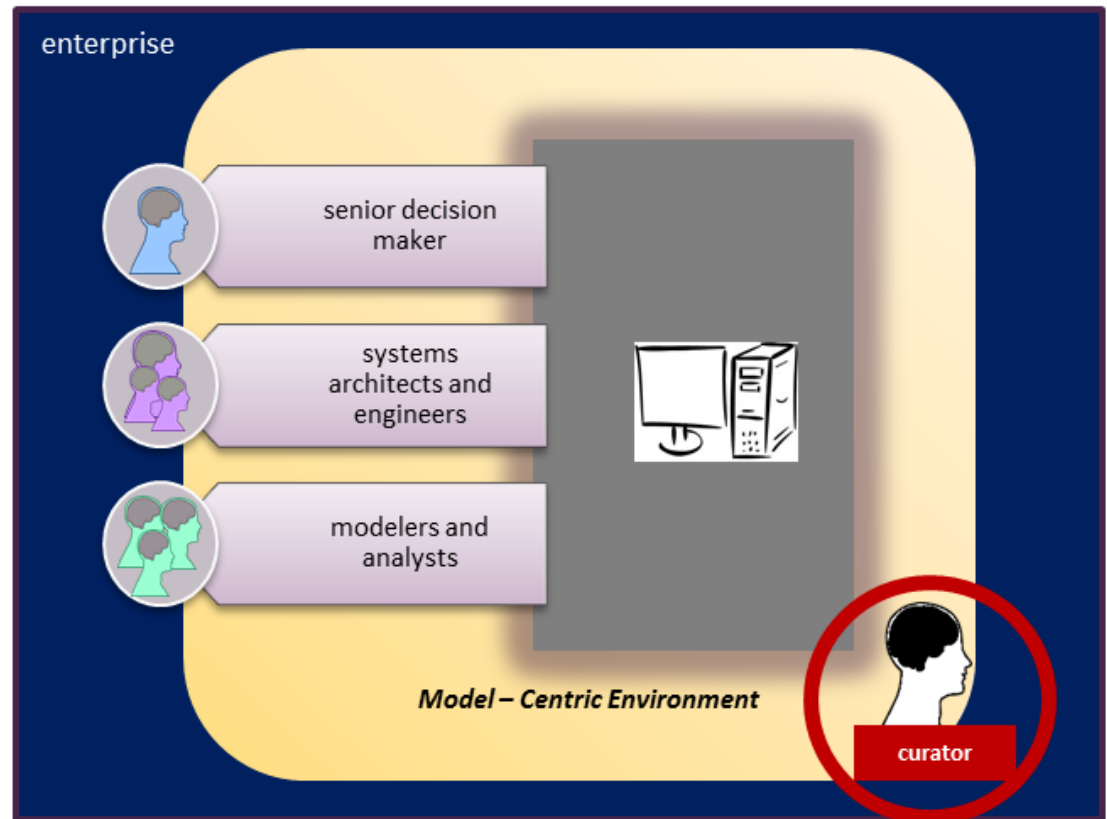 enterprise
senior decision
maker
systems
architects and
engineers
modelers and
analysts
Model – Centric Environment
curator